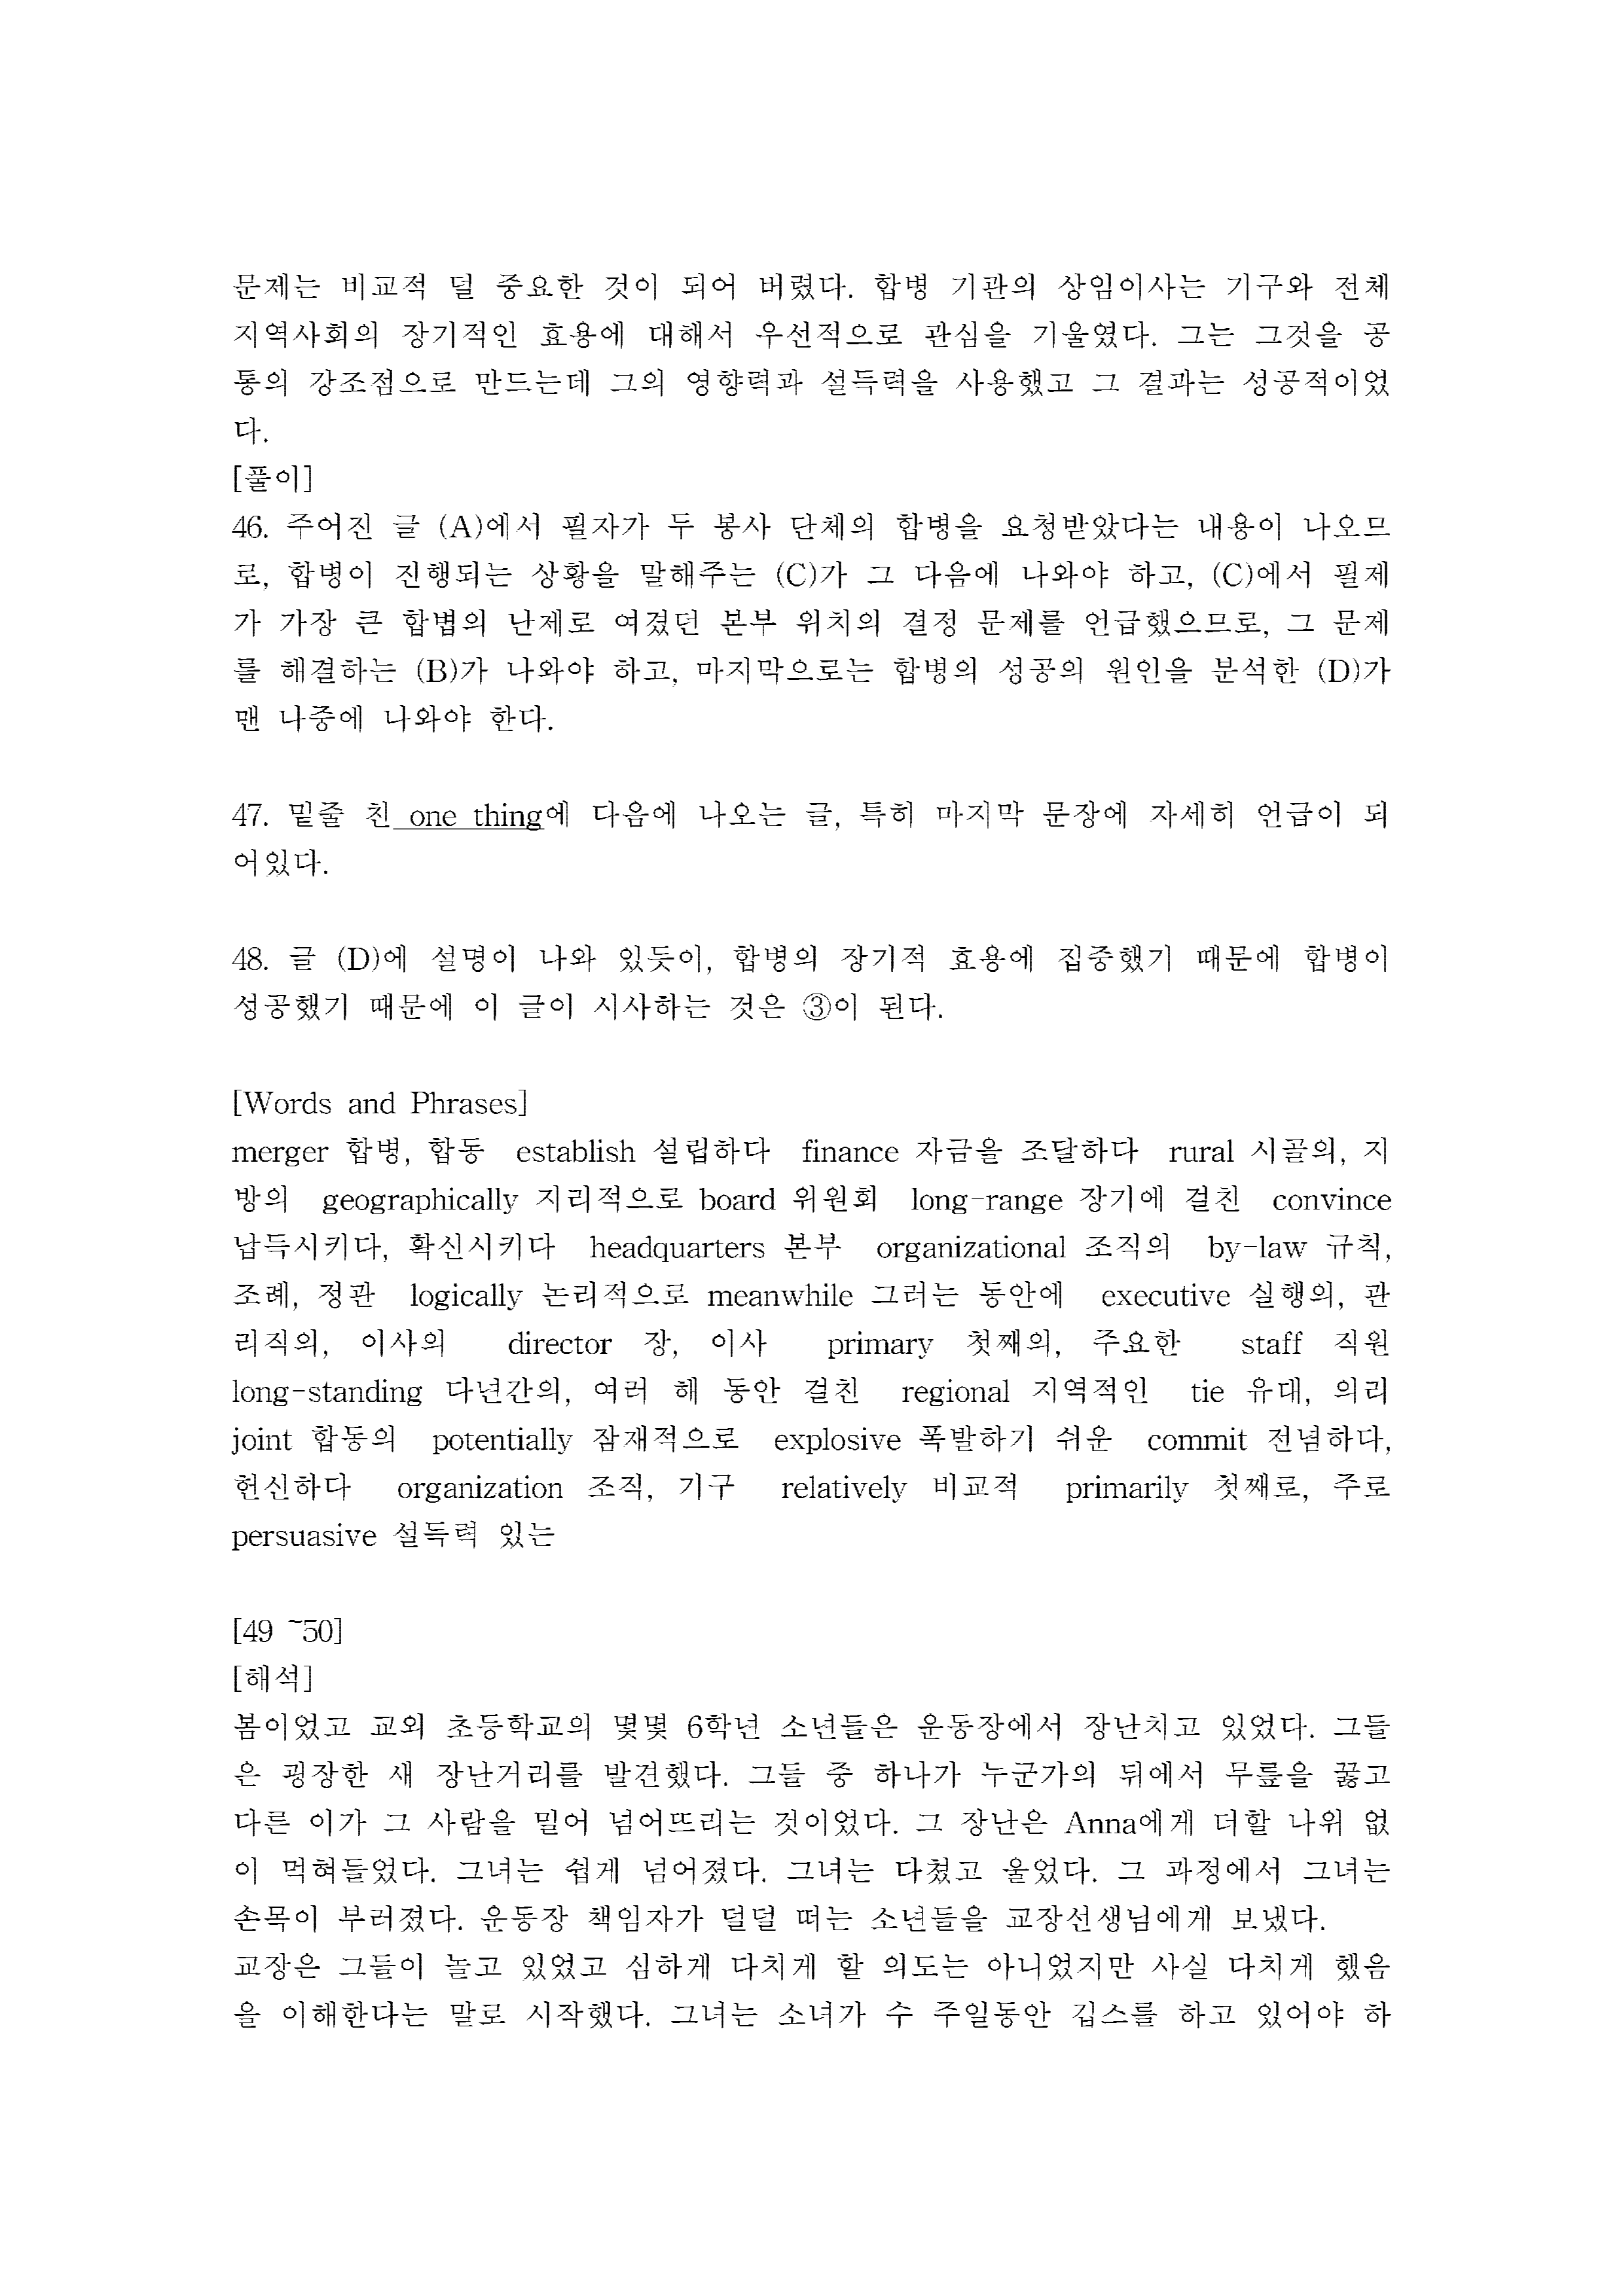 문제는 비교적 덜 중요한 것이 되어 버렸다. 합병 기관의 상임이사는 기구와 전체
지역사회의 장기적인 효용에 대해서 우선적으로 관심을 기울였다. 그는 그것을 공
통의 강조점으로 만드는데 그의 영향력과 설득력을 사용했고 그 결과는 성공적이었
다.
[풀이]
46. 주어진 글 (A)에서 필자가 두 봉사 단체의 합병을 요청받았다는 내용이 나오므
로, 합병이 진행되는 상황을 말해주는 (C)가 그 다음에 나와야 하고, (C)에서 필제
가 가장 큰 합볍의 난제로 여겼던 본부 위치의 결정 문제를 언급했으므로, 그 문제
를 해결하는 (B)가 나와야 하고, 마지막으로는 합병의 성공의 원인을 분석한 (D)가
맨 나중에 나와야 한다.
47. 밑줄 친 one thing에 다음에 나오는 글, 특히 마지막 문장에 자세히 언급이 되
어있다.
48. 글 (D)에 설명이 나와 있듯이, 합병의 장기적 효용에 집중했기 때문에 합병이
성공했기 때문에 이 글이 시사하는 것은 ③이 된다.
[Words and Phrases]
merger 합병, 합동 establish 설립하다 finance 자금을 조달하다 rural 시골의, 지
방의 geographically 지리적으로 board 위원회 long-range 장기에 걸친 convince
납득시키다, 확신시키다 headquarters 본부 organizational 조직의 by-law 규칙,
조례, 정관 logically 논리적으로 meanwhile 그러는 동안에 executive 실행의, 관
리직의, 이사의 director 장, 이사 primary 첫째의, 주요한 staff 직원
long-standing 다년간의, 여러 해 동안 걸친 regional 지역적인 tie 유대, 의리
joint 합동의 potentially 잠재적으로 explosive 폭발하기 쉬운 commit 전념하다,
헌신하다 organization 조직, 기구 relatively 비교적 primarily 첫째로, 주로
persuasive 설득력 있는
[49 ~50]
[해석]
봄이었고 교외 초등학교의 몇몇 6학년 소년들은 운동장에서 장난치고 있었다. 그들
은 굉장한 새 장난거리를 발견했다. 그들 중 하나가 누군가의 뒤에서 무릎을 꿇고
다른 이가 그 사람을 밀어 넘어뜨리는 것이었다. 그 장난은 Anna에게 더할 나위 없
이 먹혀들었다. 그녀는 쉽게 넘어졌다. 그녀는 다쳤고 울었다. 그 과정에서 그녀는
손목이 부러졌다. 운동장 책임자가 덜덜 떠는 소년들을 교장선생님에게 보냈다.
교장은 그들이 놀고 있었고 심하게 다치게 할 의도는 아니었지만 사실 다치게 했음
을 이해한다는 말로 시작했다. 그녀는 소녀가 수 주일동안 깁스를 하고 있어야 하